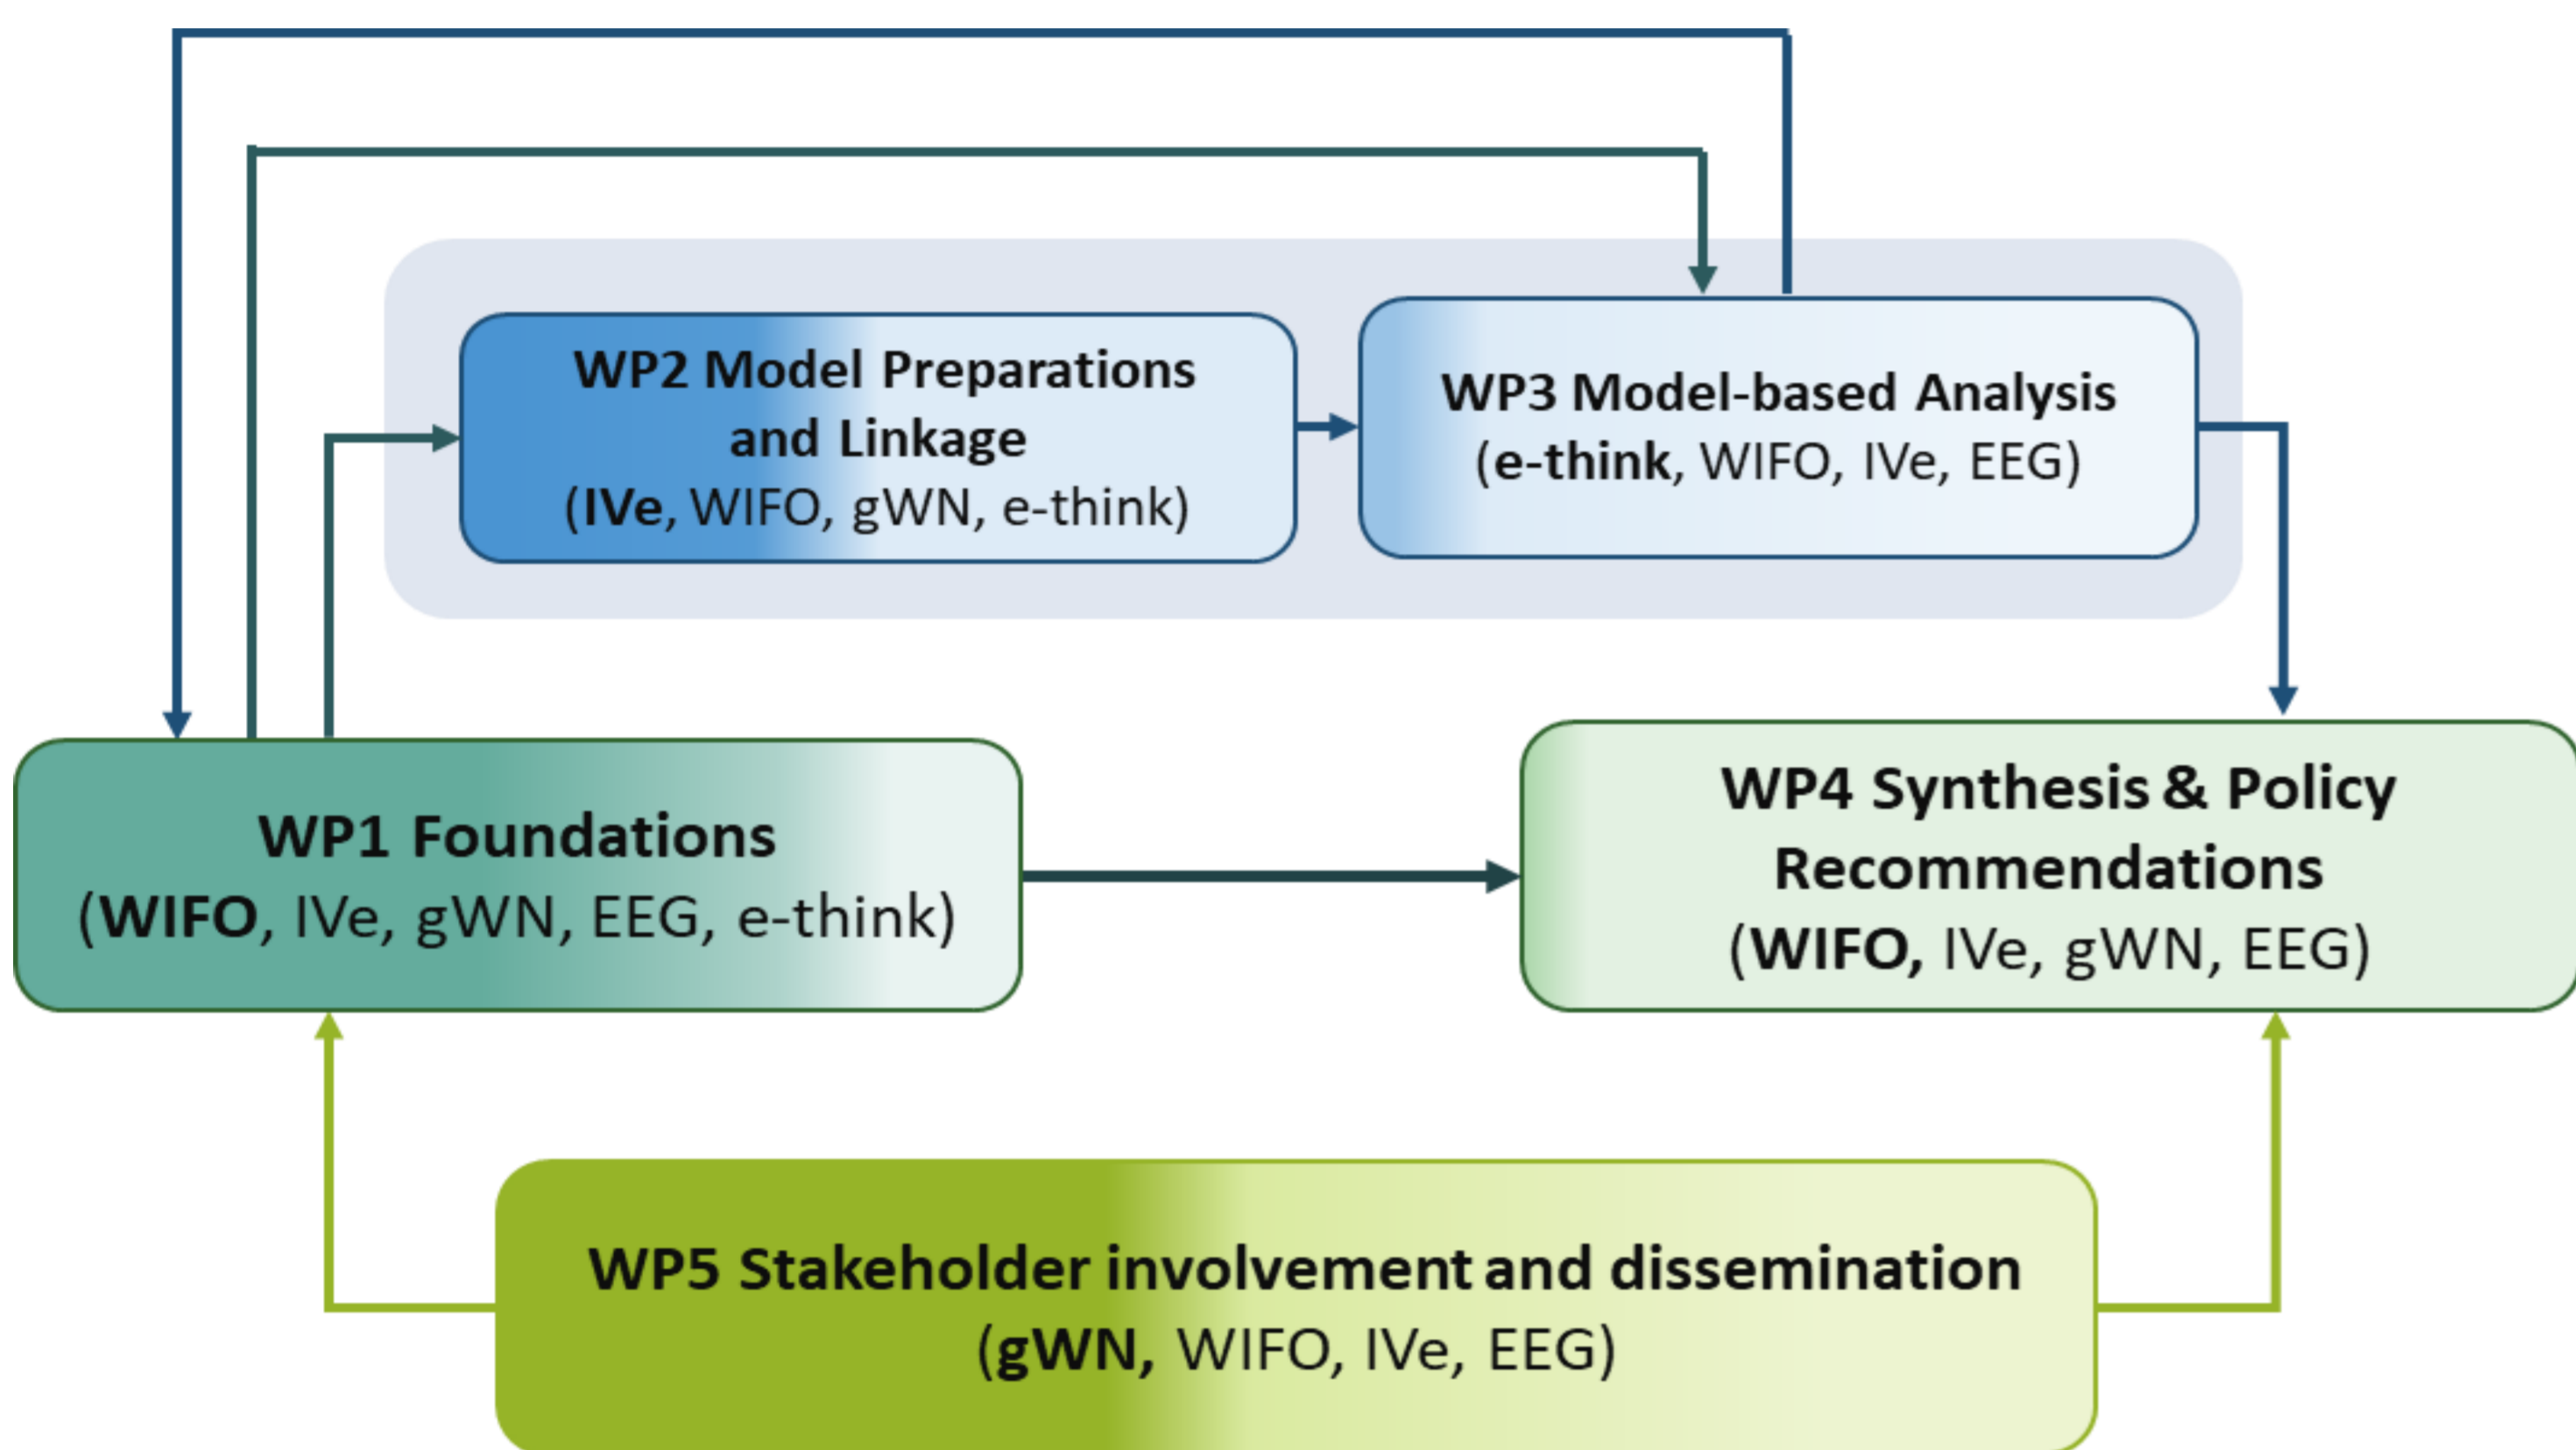 WP2 Model Preparations
and Linkage
(IVe, WIFO, gWN, e-think)
WP3 Model-based Analysis
(e-think, WIFO, IVe, EEG)
WP1 Foundations
(WIFO, IVe, gWN, EEG, e-think)
WP4 Synthesis & Policy
Recommendations
(WIFO, IVe, gWN, EEG)
WP5 Stakeholder involvement and dissemination
(gWN, WIFO, IVe, EEG)